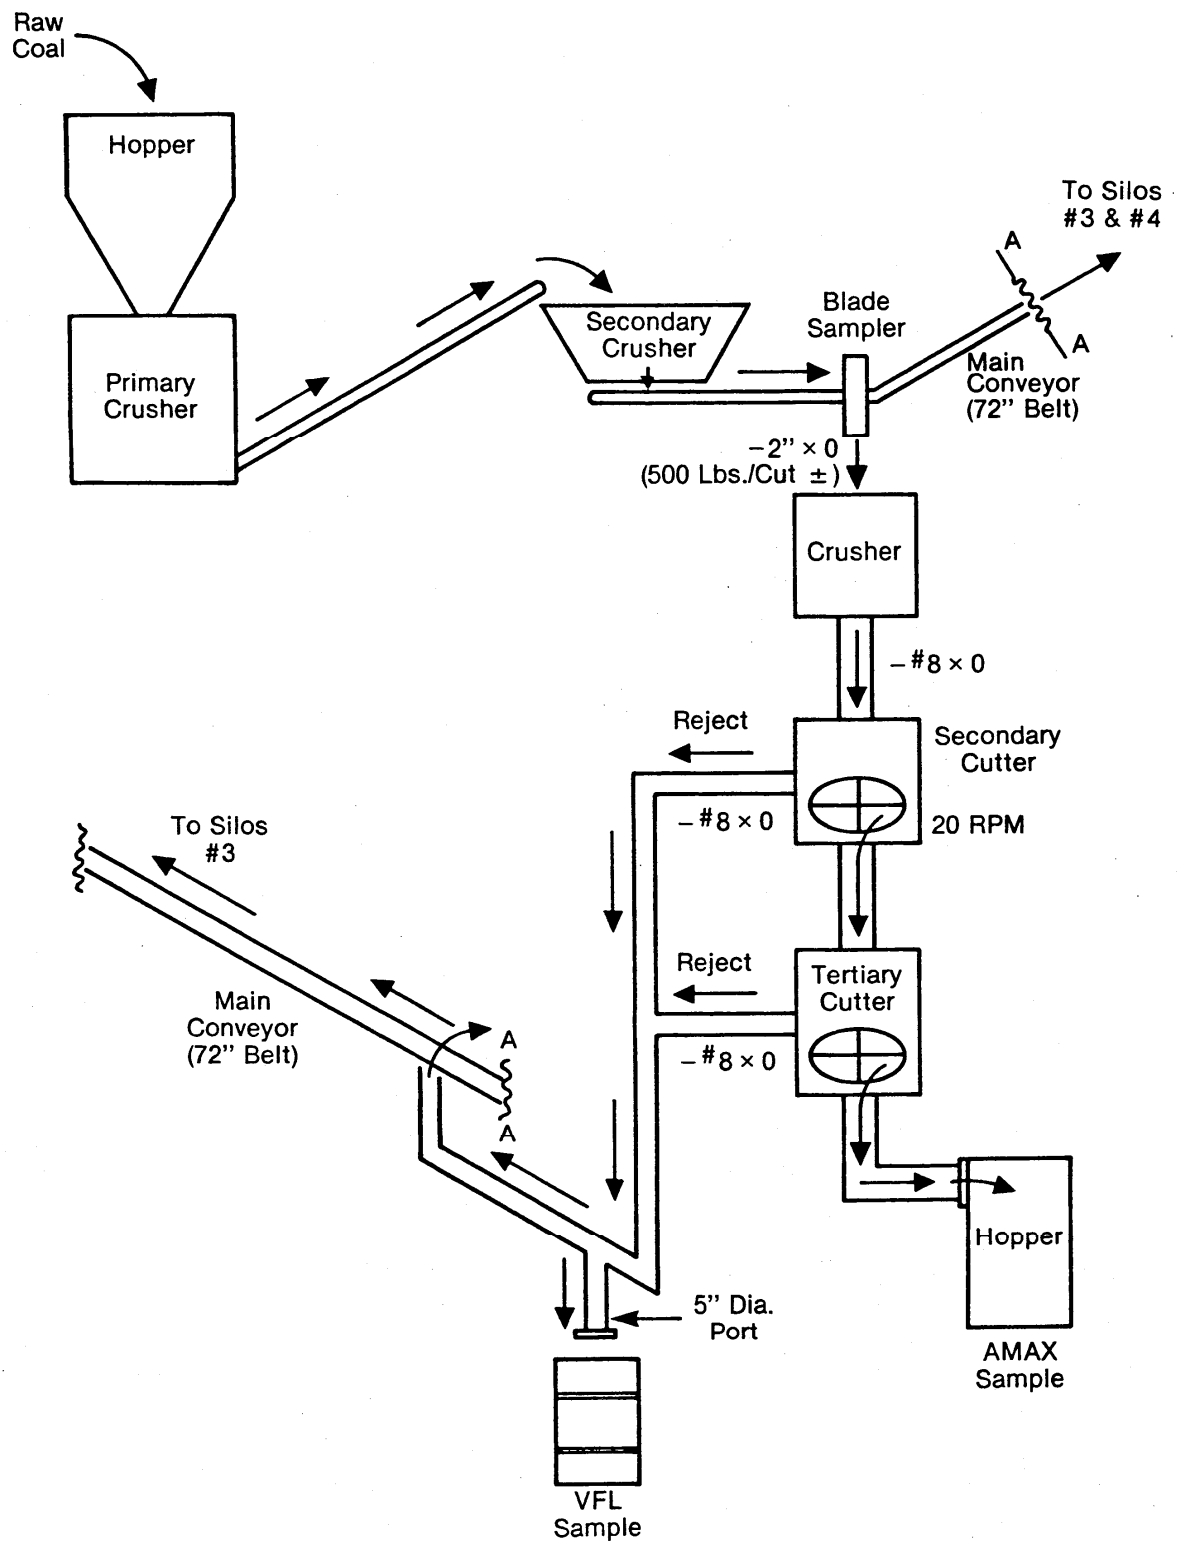 Raw
Coal
Hopper
Primary
Crusher
Secondary
Crusher
Blade
Sampler
To Silos
#3 & #4
A
A
Main
Conveyor
(72” Belt)
–2” × 0
(500 Lbs./Cut ±)
Crusher
–#8 × 0
Reject
Secondary
Cutter
–#8 × 0
20 RPM
To Silos
#3
Reject
Tertiary
Cutter
–#8 × 0
Main
Conveyor
(72” Belt)
A
A
Hopper
5” Dia.
Port
AMAX
Sample
VFL
Sample